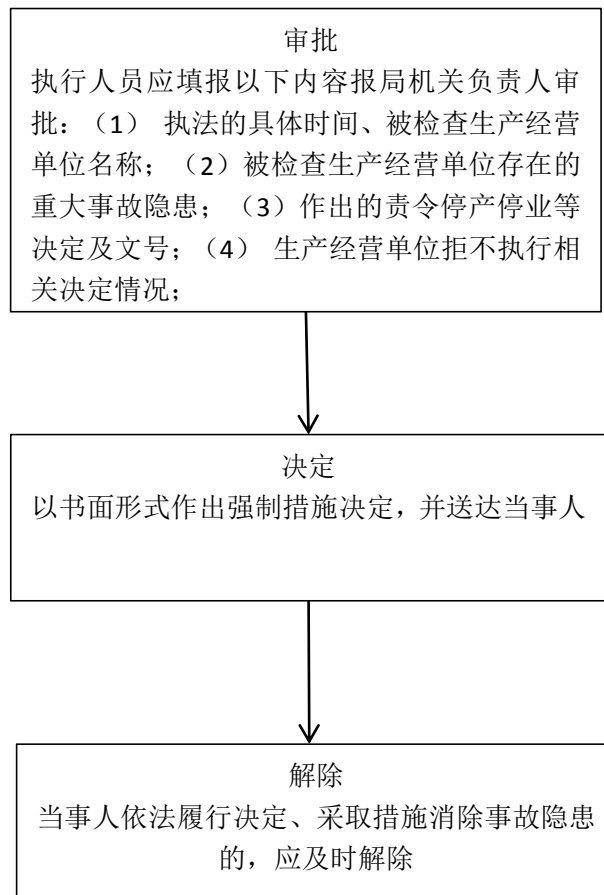 审批
执行人员应填报以下内容报局机关负责人审
批：（1） 执法的具体时间、被检查生产经营
单位名称；（2）被检查生产经营单位存在的
重大事故隐患；（3）作出的责令停产停业等
决定及文号；（4） 生产经营单位拒不执行相
关决定情况；
决定
以书面形式作出强制措施决定，并送达当事人
解除
当事人依法履行决定、采取措施消除事故隐患
的，应及时解除